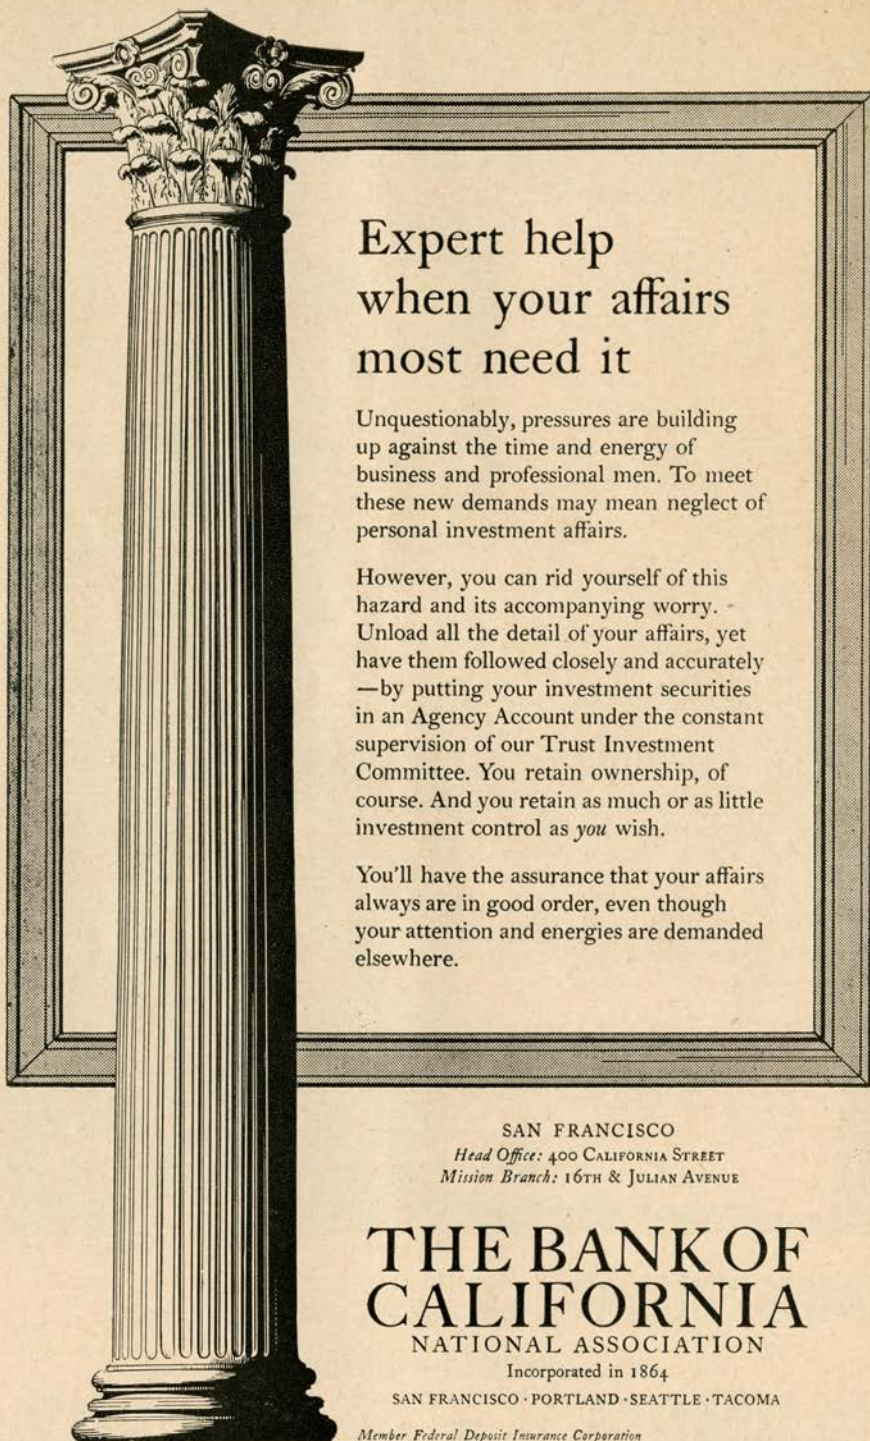 Expert help
when your affairs
most need it
Unquestionably, pressures are building
up against the time and energy of
business and professional men. To meet
these new demands may mean neglect of
personal investment affairs.
However, you can rid yourself of this
hazard and its accompanying worry.
Unload all the detail of your affairs, yet
have them followed closely and accurately
—by putting your investment securities
in an Agency Account under the constant
supervision of our Trust Investment
Committee. You retain ownership, of
course. And you retain as much or as little
investment control as you wish.
You'll have the assurance that your affairs
always are in good order, even though
your attention and energies are demanded
elsewhere.
SAN FRANCISCO
Head Office: 400 CALIFORNIA STREET
Mission Branch: 16TH & JULIAN AVENUE
THE BANK OF
CALIFORNIA
NATIONAL ASSOCIATION
Incorporated in 1864
SAN FRANCISCO · PORTLAND · SEATTLE · TACOMA
Member Federal Deposit Insurance Corporation